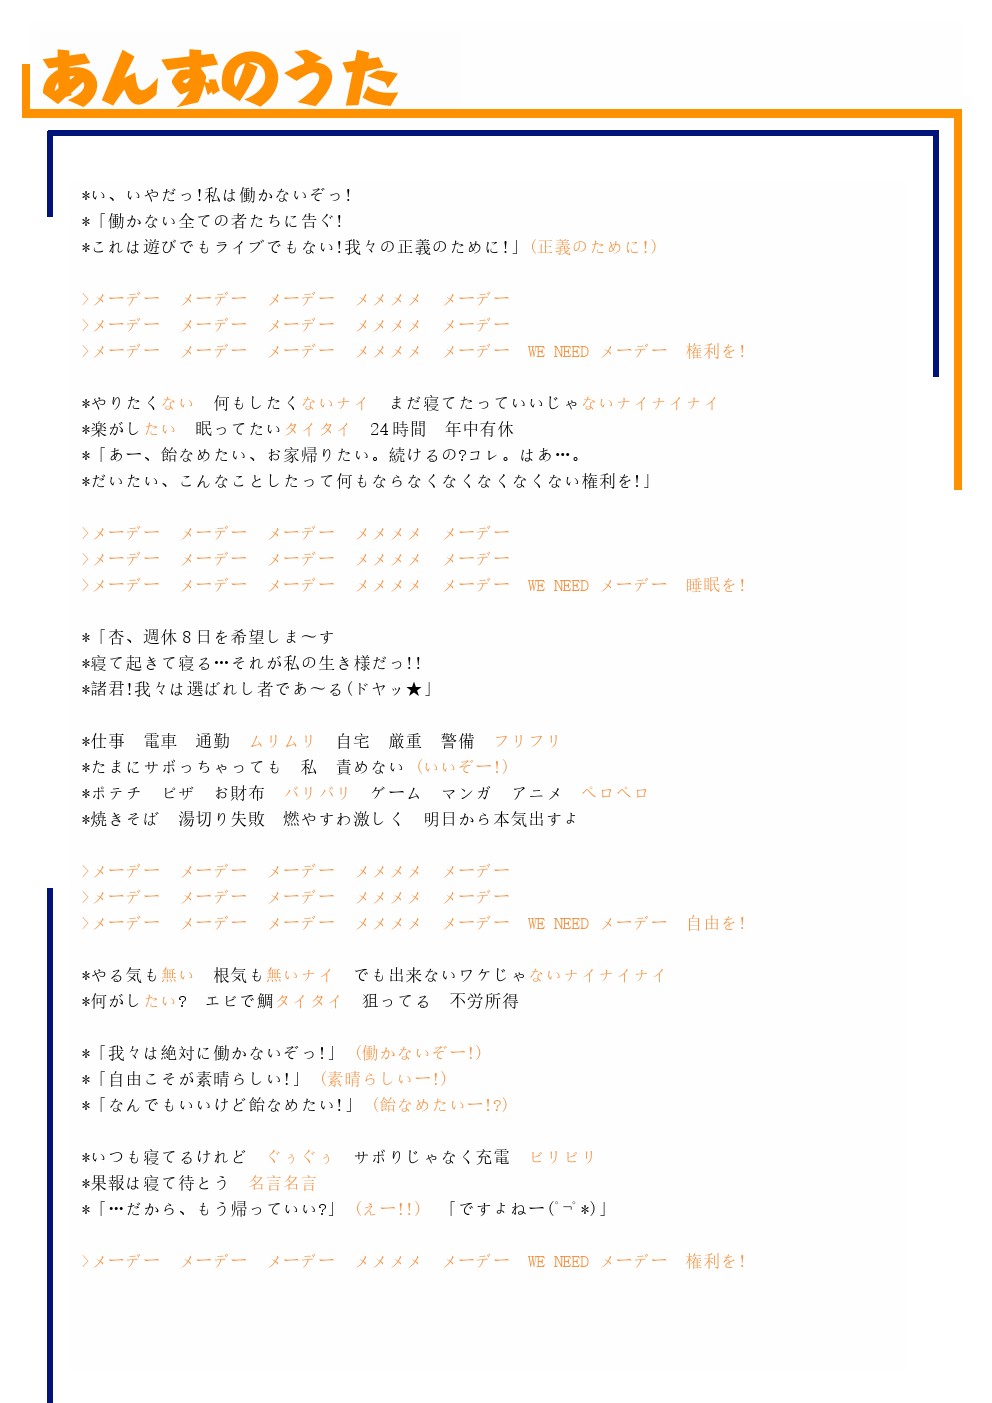 あんずのうた
*い、いやだっ!私は働かないぞっ!
*「働かない全ての者たちに告ぐ!
*これは遊びでもライブでもない!我々の正義のために!」(正義のために!)
>メーデー　メーデー　メーデー　メメメメ　メーデー
>メーデー　メーデー　メーデー　メメメメ　メーデー
>メーデー　メーデー　メーデー　メメメメ　メーデー　WE NEED メーデー　権利を!
*やりたくない　何もしたくないナイ　まだ寝てたっていいじゃないナイナイナイ
*楽がしたい　眠ってたいタイタイ　24時間　年中有休
*「あー、飴なめたい、お家帰りたい。続けるの?コレ。はあ…。
*だいたい、こんなことしたって何もならなくなくなくなくない権利を!」
>メーデー　メーデー　メーデー　メメメメ　メーデー
>メーデー　メーデー　メーデー　メメメメ　メーデー
>メーデー　メーデー　メーデー　メメメメ　メーデー　WE NEED メーデー　睡眠を!
*「杏、週休8日を希望しま～す
*寝て起きて寝る…それが私の生き様だっ!!
*諸君!我々は選ばれし者であ～る(ドヤッ★」
*仕事　電車　通勤　ムリムリ　自宅　厳重　警備　フリフリ
*たまにサボっちゃっても　私　責めない (いいぞー!)
*ポテチ　ピザ　お財布　バリバリ　ゲーム　マンガ　アニメ　ペロペロ
*焼きそば　湯切り失敗　燃やすわ激しく　明日から本気出すよ
>メーデー　メーデー　メーデー　メメメメ　メーデー
>メーデー　メーデー　メーデー　メメメメ　メーデー
>メーデー　メーデー　メーデー　メメメメ　メーデー　WE NEED メーデー　自由を!
*やる気も無い　根気も無いナイ　でも出来ないワケじゃないナイナイナイ
*何がしたい?　エビで鯛タイタイ　狙ってる　不労所得
*「我々は絶対に働かないぞっ!」 (働かないぞー!)
*「自由こそが素晴らしい!」 (素晴らしいー!)
*「なんでもいいけど飴なめたい!」 (飴なめたいー!?)
*いつも寝てるけれど　ぐぅぐぅ　サボりじゃなく充電　ビリビリ
*果報は寝て待とう　名言名言
*「…だから、もう帰っていい?」 (えー!!)　「ですよねー(ﾟ￢ﾟ*)」
>メーデー　メーデー　メーデー　メメメメ　メーデー　WE NEED メーデー　権利を!